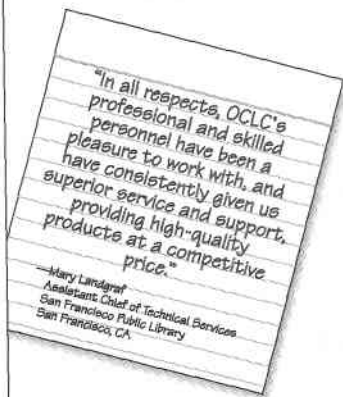 "In all respects, OCLC's
professional and skilled
personnel have been a
pleasure to work with, and
have consistently given us
superior service and support,
providing high-quality
products at a competitive
price."
—Mary Landgraf
Assistant Chief of Technical Services
San Francisco Public Library
San Francisco, CA